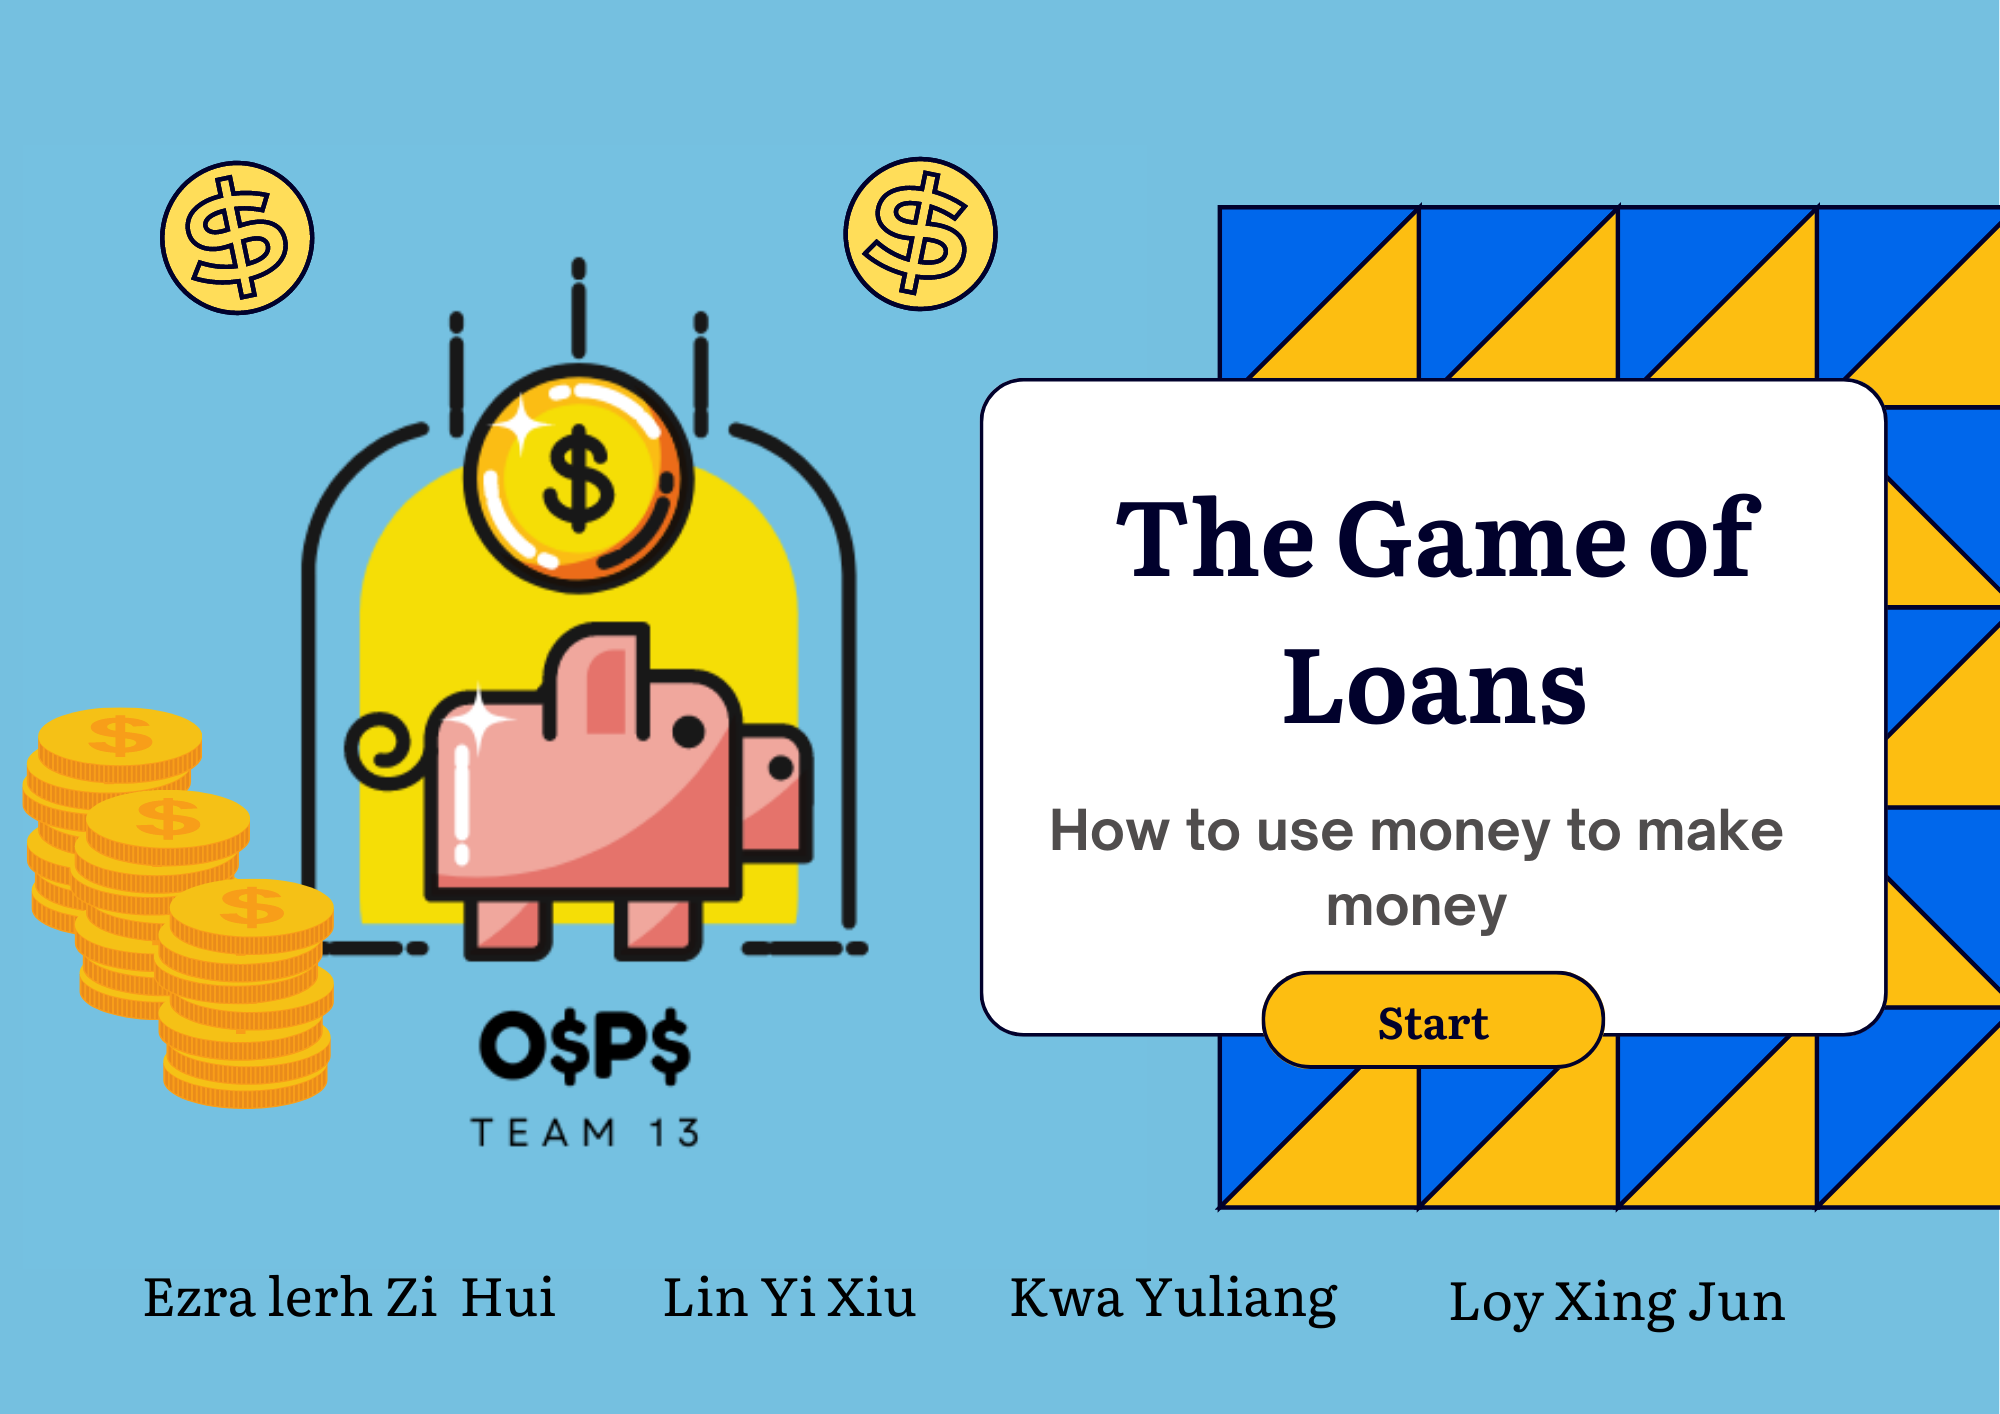 $
$
$
The Game of
Loans
How to use money to make
money
Start
$
$
$
O$P$
TEAM 13
Ezra lerh Zi Hui
Lin Yi Xiu
Kwa Yuliang
Loy Xing Jun